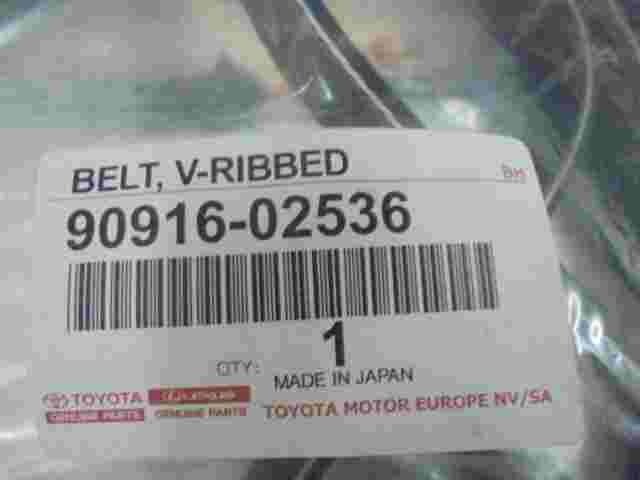 BELT, V-RIBBED
BM
90916-02536
QTY: 1
MADE IN JAPAN
TOYOTA
GENUINE PARTS
GENUINE PARTS
TOYOTA MOTOR EUROPE NV/SA